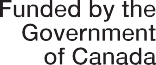 Funded by the
Government
of Canada